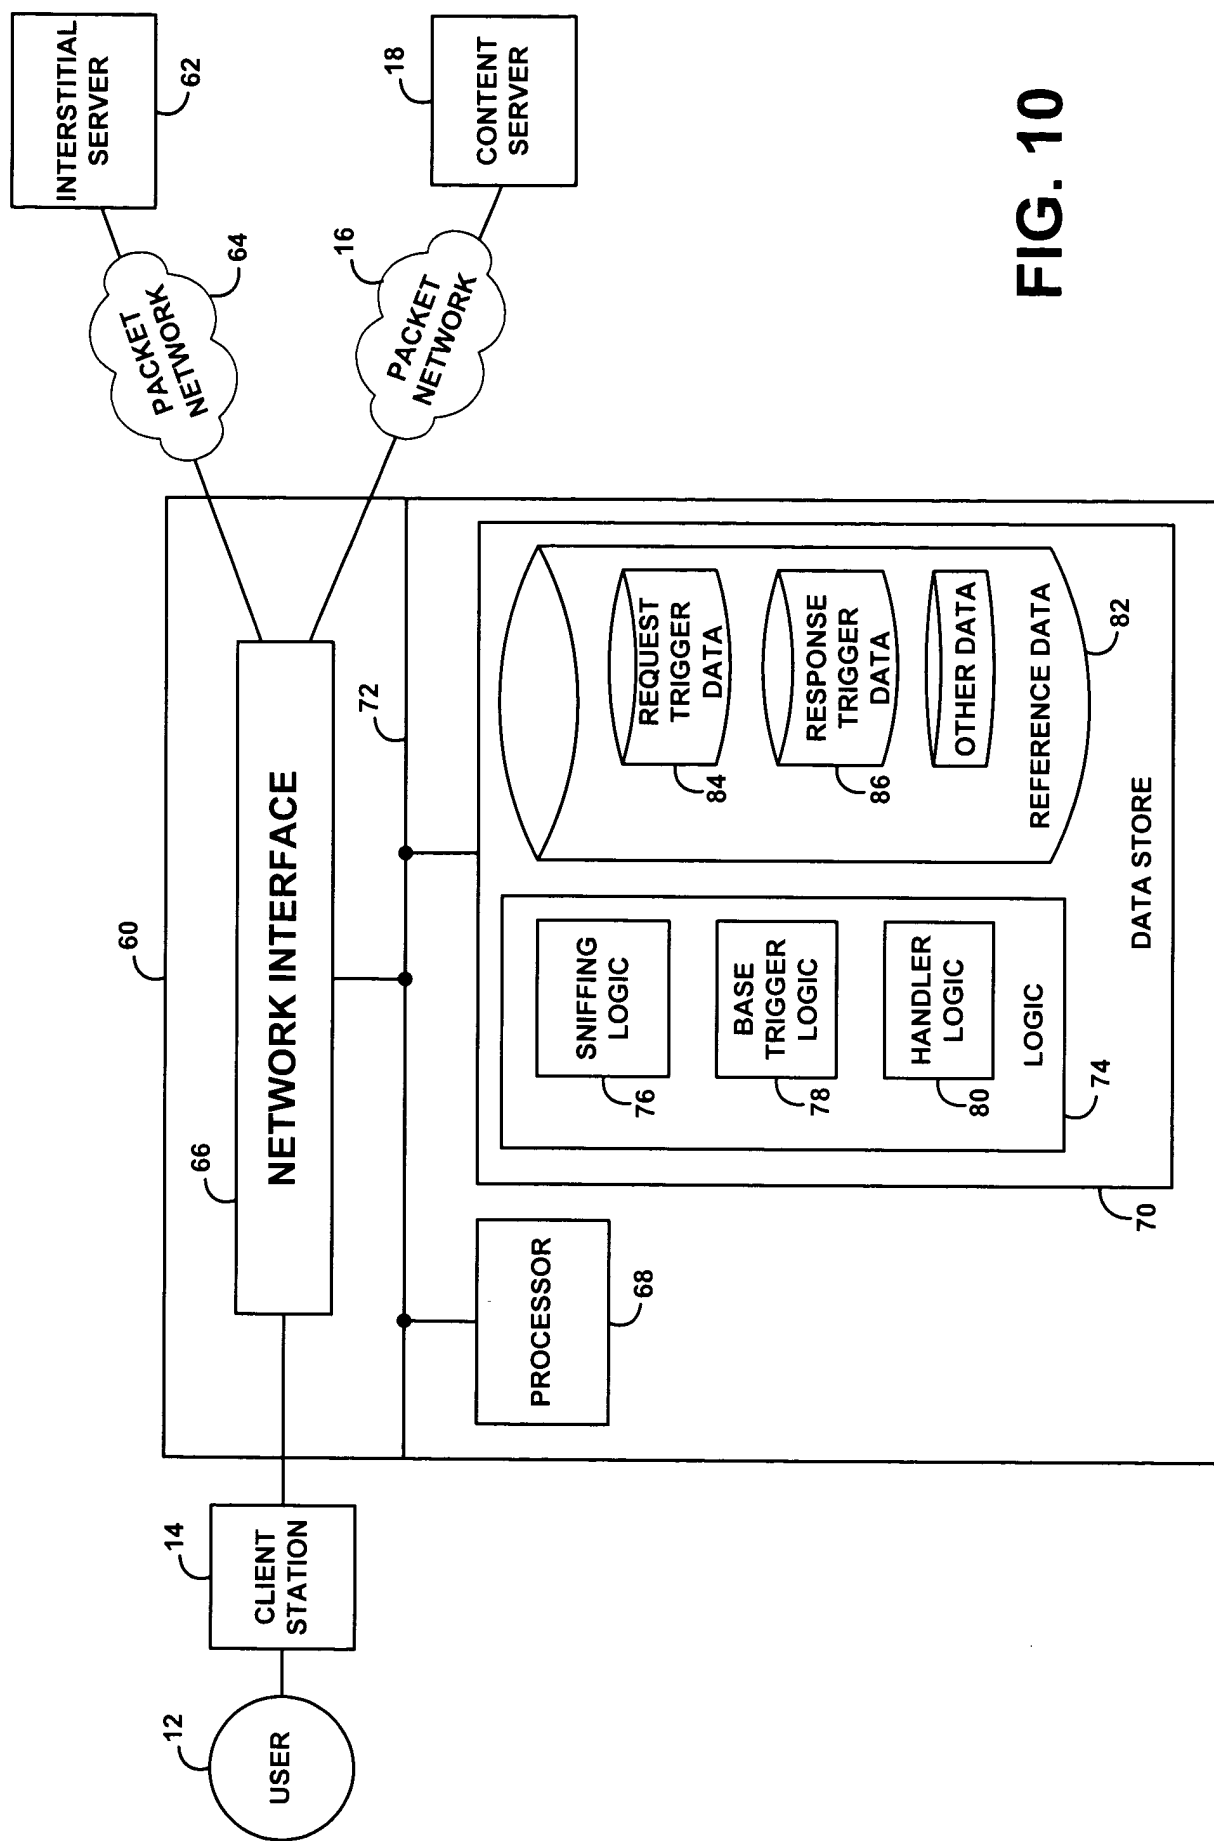 12
USER
14
CLIENT
STATION
60
66
NETWORK INTERFACE
72
PACKET
NETWORK
64
INTERSTITIAL
SERVER
62
16
PACKET
NETWORK
18
CONTENT
SERVER
PROCESSOR
68
SNIFFING
LOGIC
76
BASE
TRIGGER
LOGIC
78
HANDLER
LOGIC
80
LOGIC
74
REQUEST
TRIGGER
DATA
84
RESPONSE
TRIGGER
DATA
86
OTHER DATA
REFERENCE DATA
82
DATA STORE
70
FIG. 10